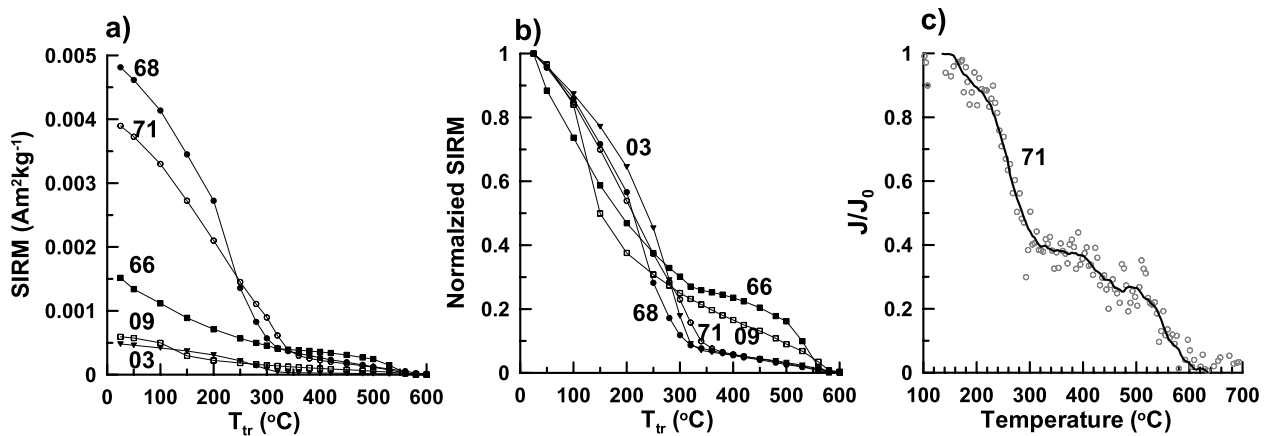 a)
0.005
0.004
0.003
0.002
0.001
0
SIRM (Am²kg⁻¹)
68
71
66
09
03
0 100 200 300 400 500 600
Ttr (°C)
b)
1
0.8
0.6
0.4
0.2
0
Normalzied SIRM
03
66
68
71
09
0 100 200 300 400 500 600
Ttr (°C)
c)
1
0.8
0.6
0.4
0.2
0
J/J0
71
100 200 300 400 500 600 700
Temperature (°C)